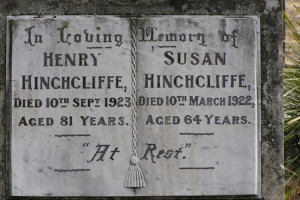 In Loving Memory of
HENRY
HINCHCLIFFE,
DIED 10TH SEPT 1923
AGED 81 YEARS.
SUSAN
HINCHCLIFFE,
DIED 10TH MARCH 1922,
AGED 64 YEARS.
"At Rest."